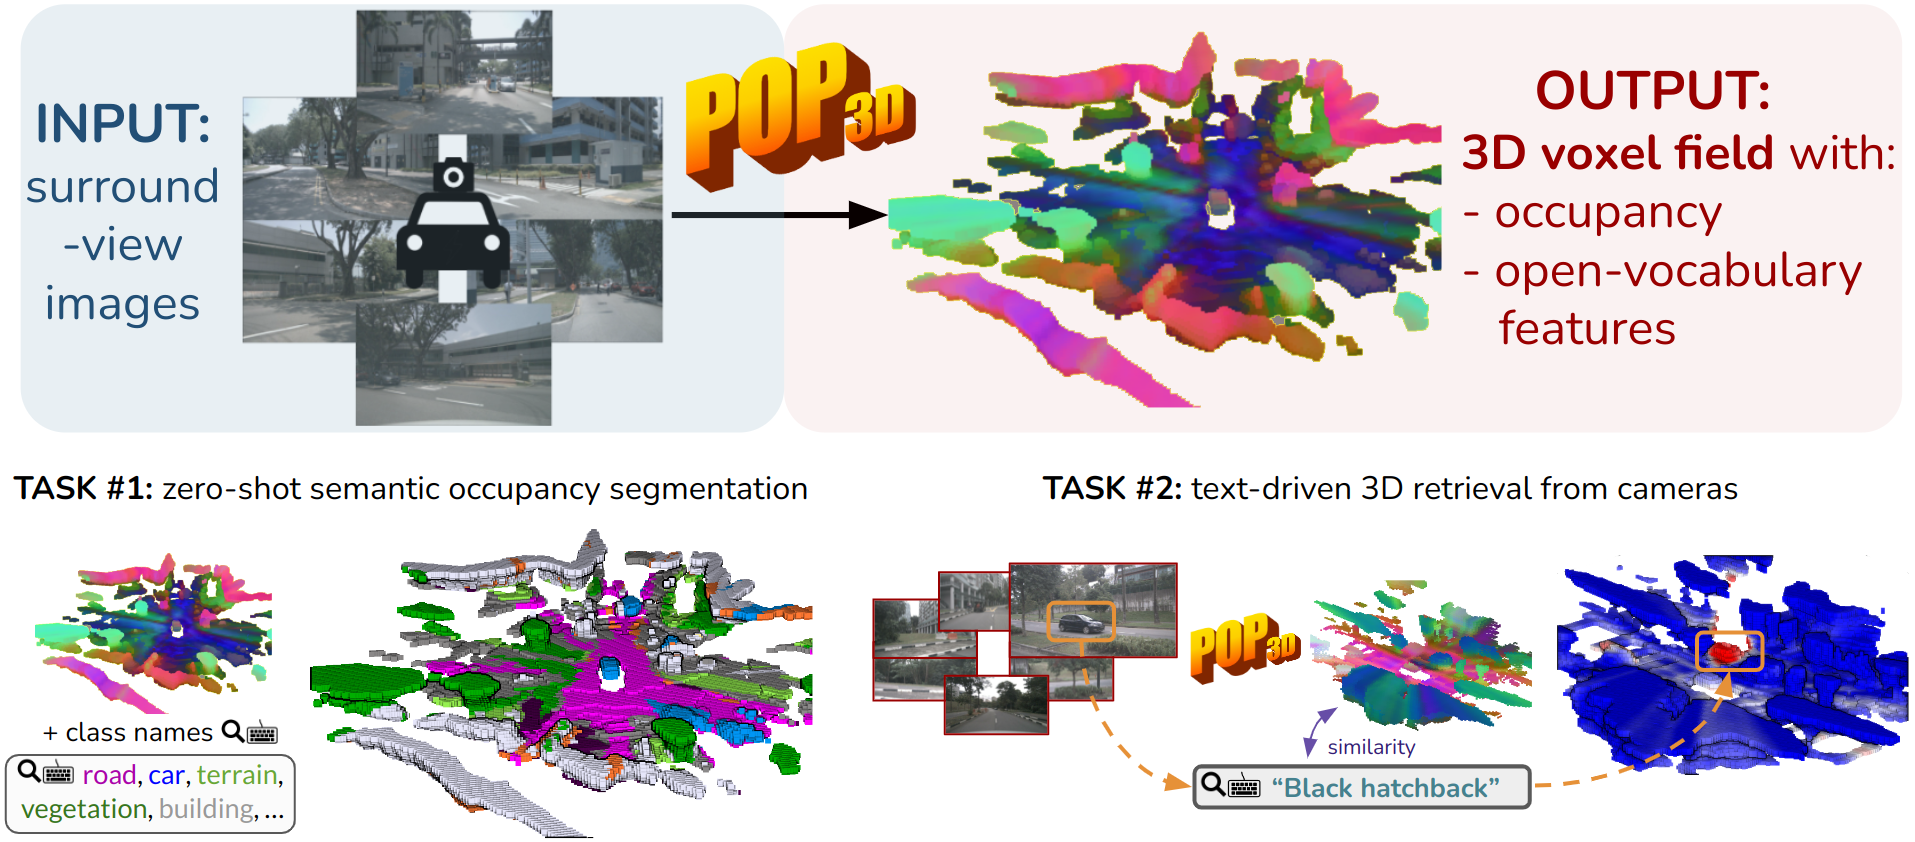 INPUT:
surround
-view
images
POP3D
OUTPUT:
3D voxel field with:
- occupancy
- open-vocabulary
features
TASK #1: zero-shot semantic occupancy segmentation
+ class names
road, car, terrain,
vegetation, building, ...
TASK #2: text-driven 3D retrieval from cameras
POP3D
similarity
“Black hatchback”